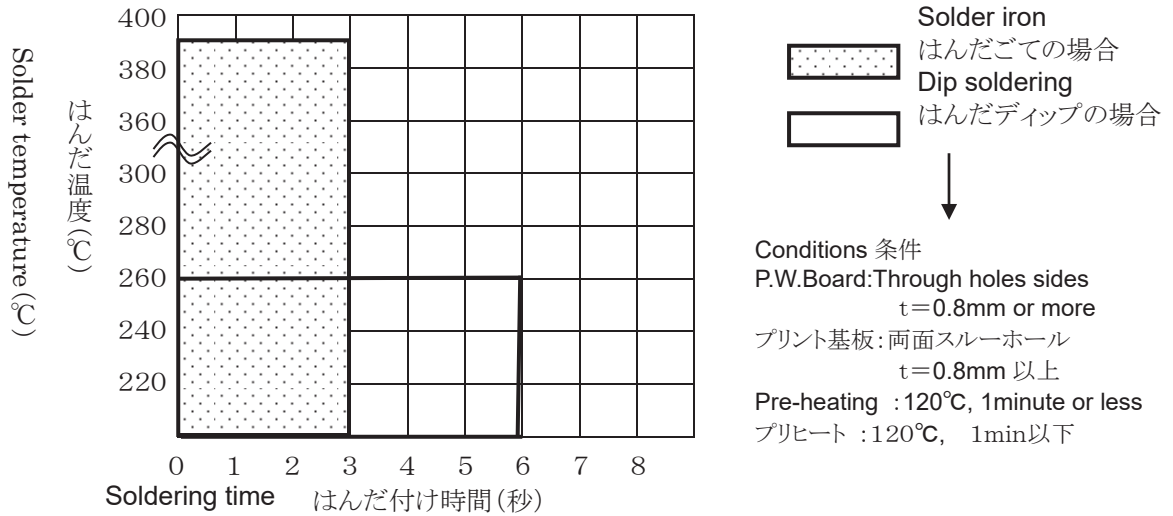 Solder temperature(℃)
はんだ温度(℃)
400
380
360
300
280
260
240
220
0 1 2 3 4 5 6 7 8
Soldering time はんだ付け時間(秒)
Solder iron
はんだごての場合
Dip soldering
はんだディップの場合
Conditions 条件
P.W.Board:Through holes sides
t=0.8mm or more
プリント基板:両面スルーホール
t=0.8mm 以上
Pre-heating :120℃, 1minute or less
プリヒート :120℃, 1min以下